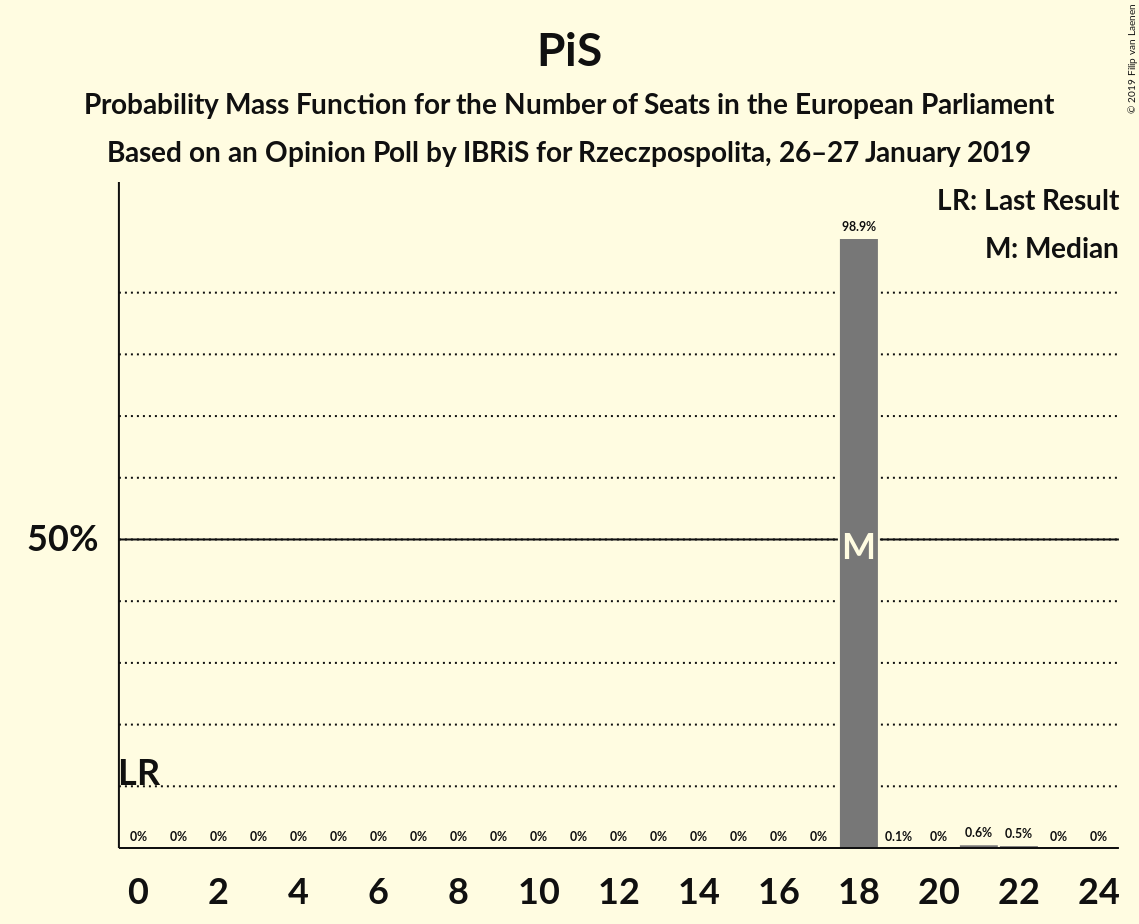 PiS
Probability Mass Function for the Number of Seats in the European Parliament
Based on an Opinion Poll by IBRiS for Rzeczpospolita, 26–27 January 2019
© 2019 Filip van Laenen
LR: Last Result
M: Median
98.9%
50%
M
LR
0% 0% 0% 0% 0% 0% 0% 0% 0% 0% 0% 0% 0% 0% 0% 0% 0% 0% 0.1% 0% 0.6% 0.5% 0% 0%
0 2 4 6 8 10 12 14 16 18 20 22 24